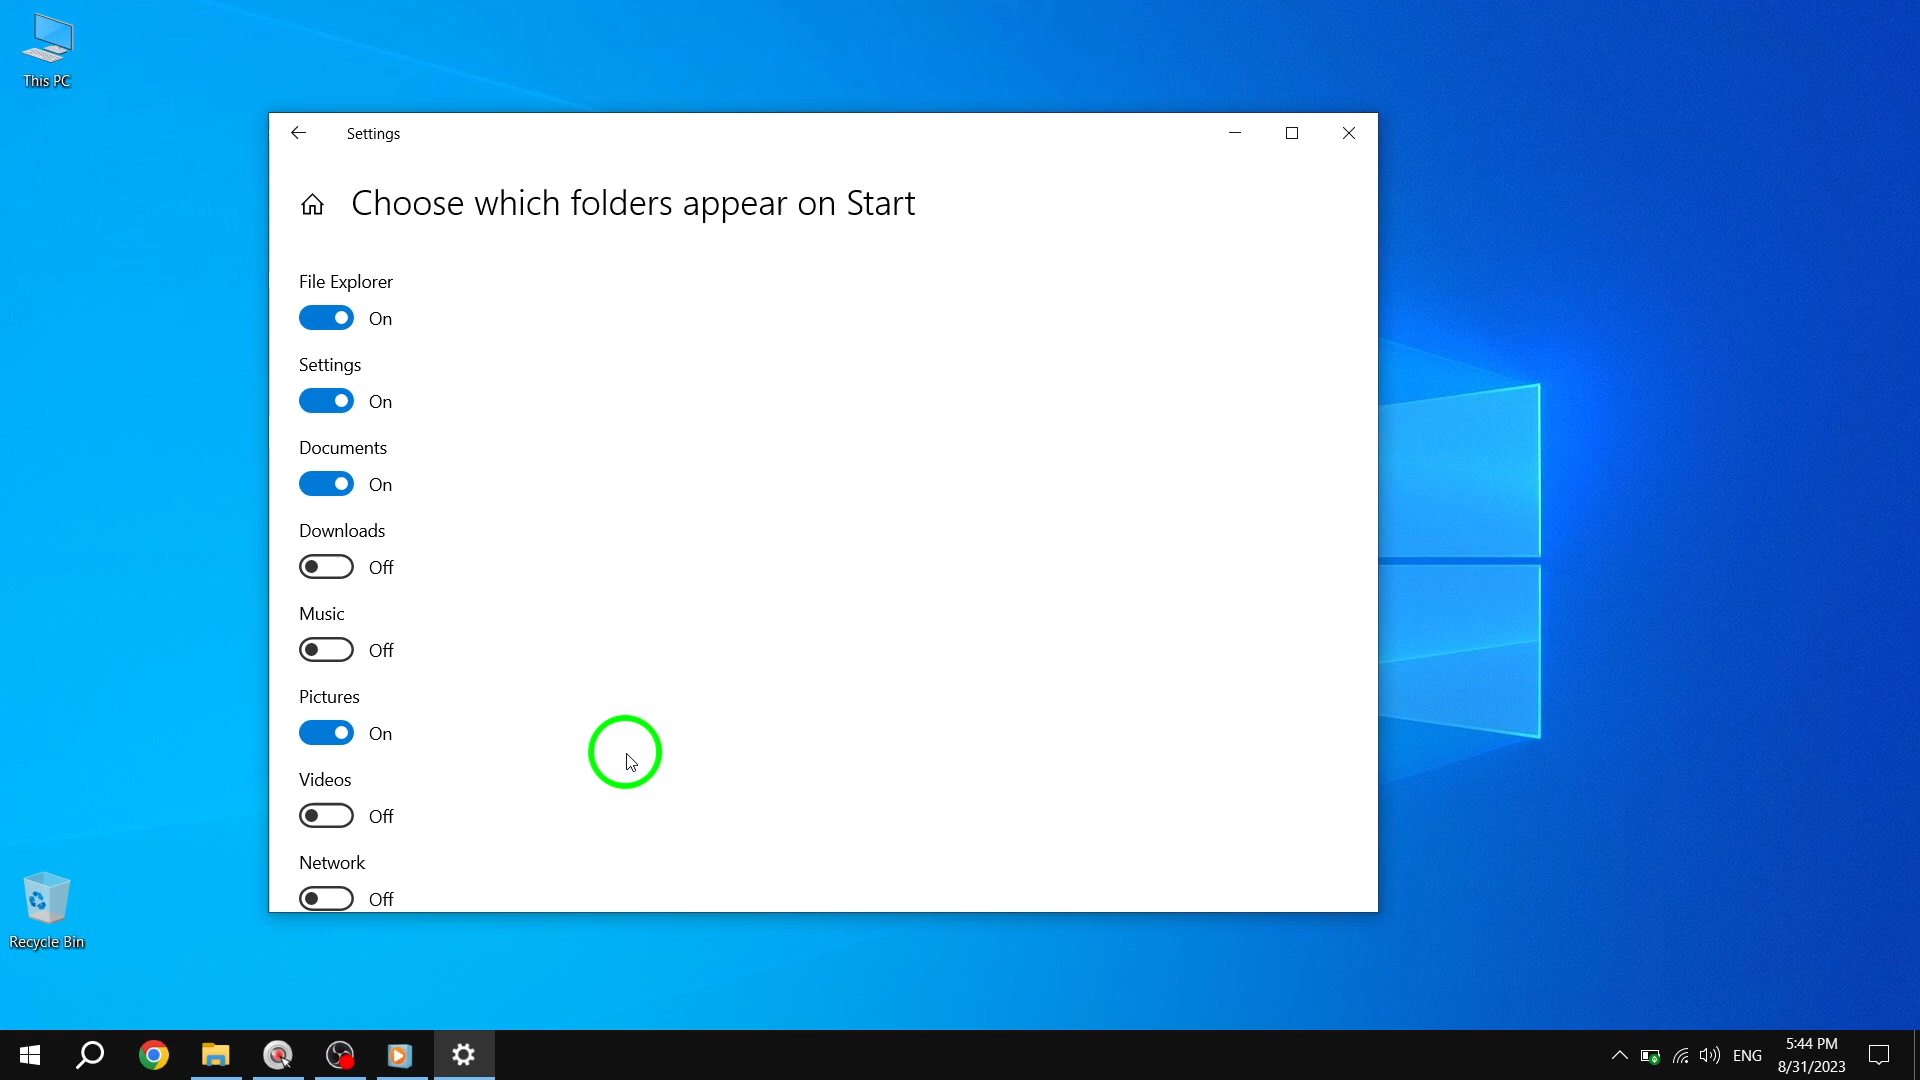 This PC
Settings
Choose which folders appear on Start
File Explorer
On
Settings
On
Documents
On
Downloads
Off
Music
Off
Pictures
On
Videos
Off
Network
Off
Recycle Bin
ENG
5:44 PM
8/31/2023